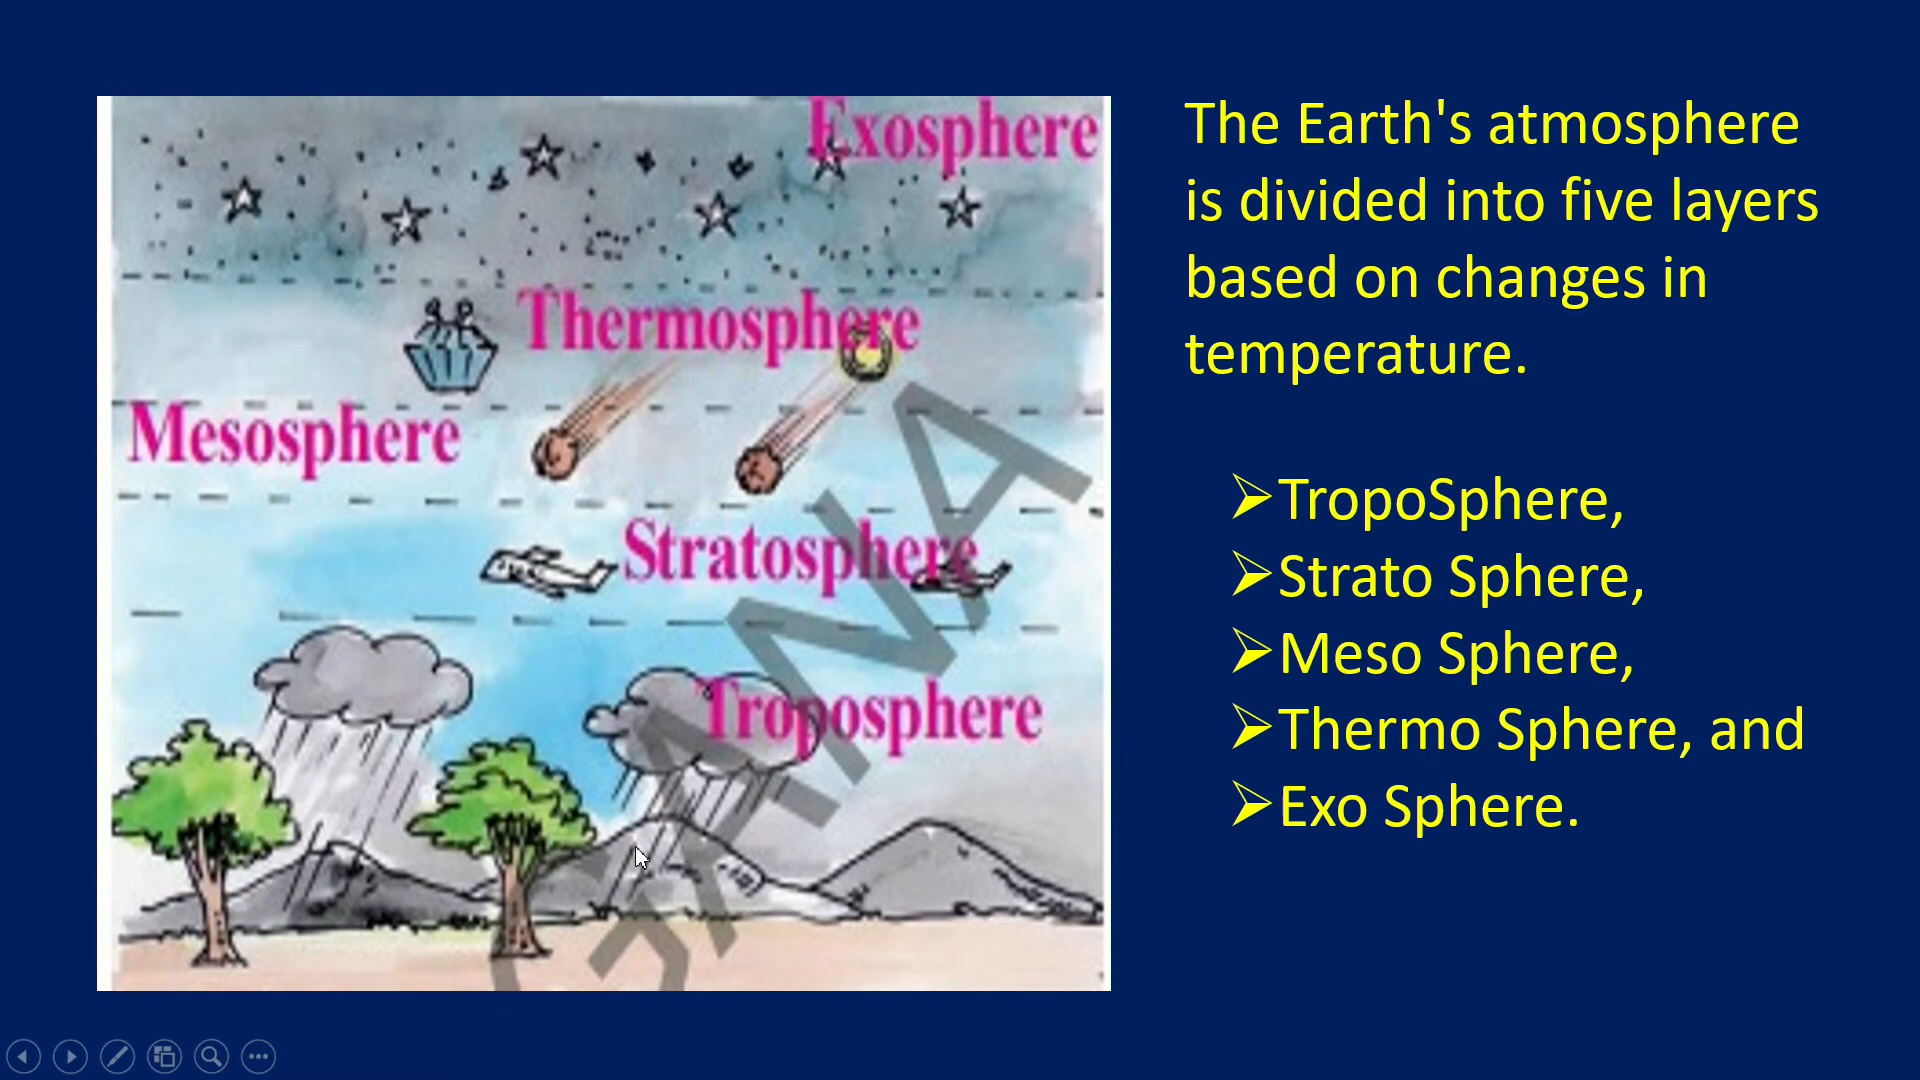 Exosphere
Thermosphere
Mesosphere
Stratosphere
Troposphere
The Earth's atmosphere
is divided into five layers
based on changes in
temperature.
➢TropoSphere,
➢Strato Sphere,
➢Meso Sphere,
➢Thermo Sphere, and
➢Exo Sphere.